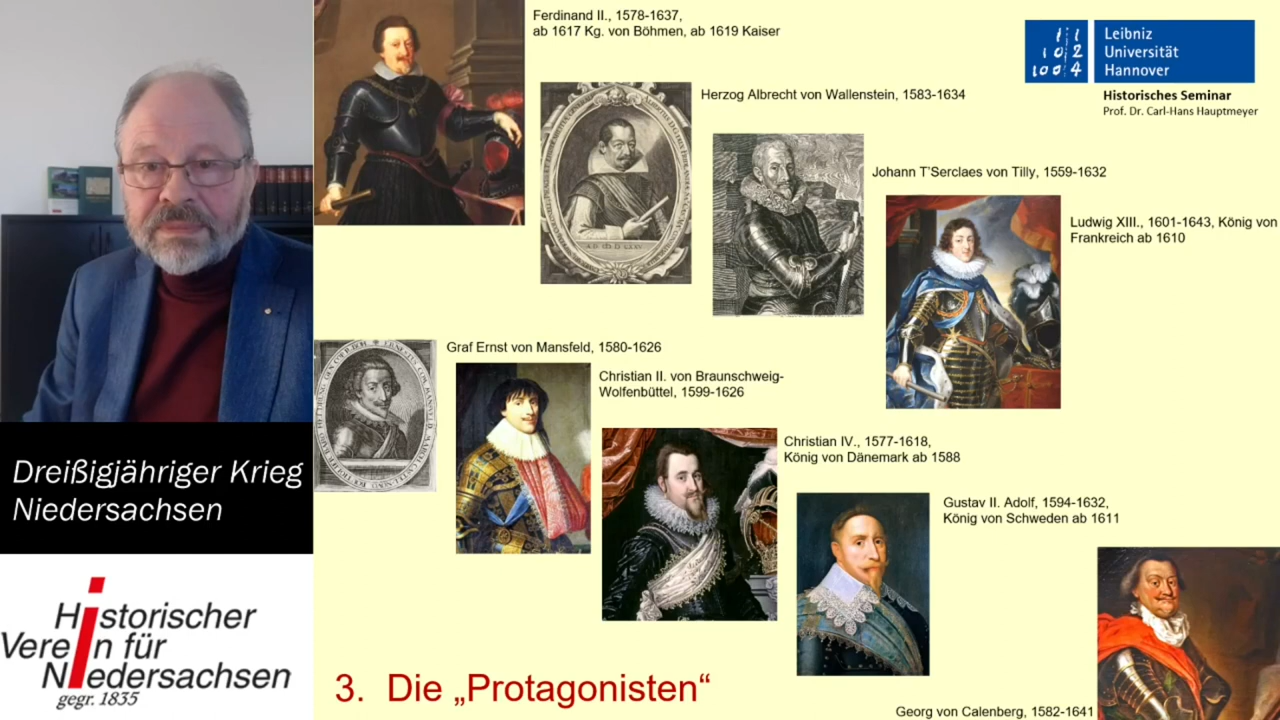 Ferdinand II., 1578-1637,
ab 1617 Kg. von Böhmen, ab 1619 Kaiser
Leibniz
Universität
Hannover
Historisches Seminar
Prof. Dr. Carl-Hans Hauptmeyer
Herzog Albrecht von Wallenstein, 1583-1634
Johann T'Serclaes von Tilly, 1559-1632
Ludwig XIII., 1601-1643, König von
Frankreich ab 1610
Graf Ernst von Mansfeld, 1580-1626
Christian II. von Braunschweig-
Wolfenbüttel, 1599-1626
Christian IV., 1577-1618,
König von Dänemark ab 1588
Gustav II. Adolf, 1594-1632,
König von Schweden ab 1611
Georg von Calenberg, 1582-1641
3. Die „Protagonisten“
Dreißigjähriger Krieg
Niedersachsen
Historischer
Verein für
Niedersachsen
gegr. 1835